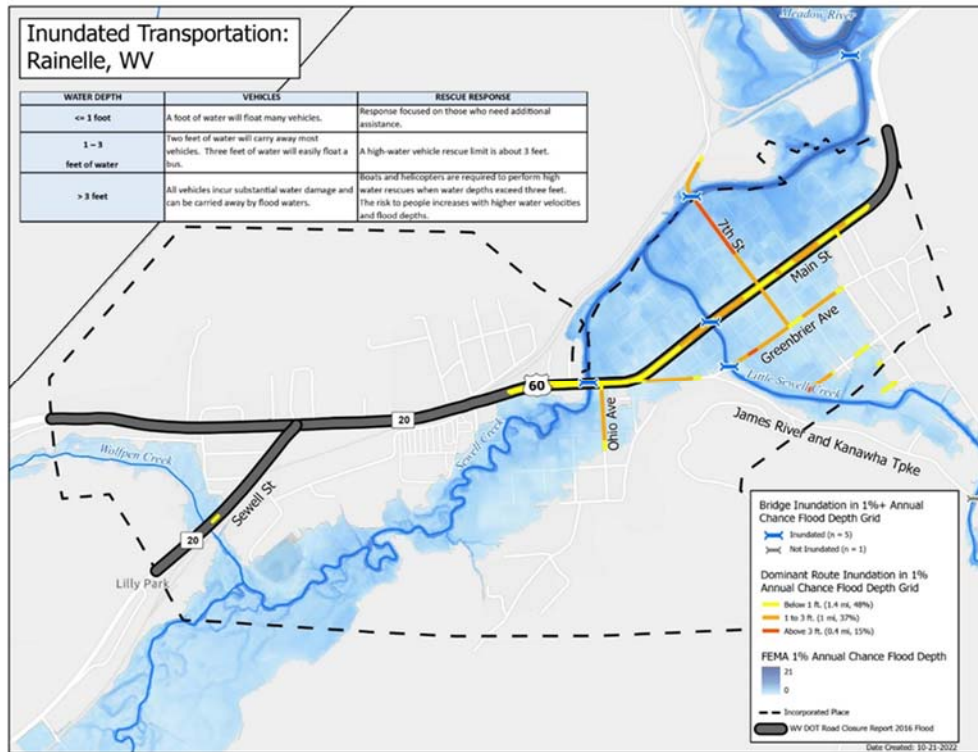 Inundated Transportation:
Rainelle, WV
WATER DEPTH VEHICLES RESCUE RESPONSE
<= 1 foot A foot of water will float many vehicles. Response focused on those who need additional
assistance.
1 – 3
feet of water
Two feet of water will carry away most
vehicles. Three feet of water will easily float a
bus.
A high-water vehicle rescue limit is about 3 feet.
> 3 feet
All vehicles incur substantial water damage and
can be carried away by flood waters.
Boats and helicopters are required to perform high
water rescues when water depths exceed three feet.
The risk to people increases with higher water velocities
and flood depths.
Meadow River
7th St
Main St
Greenbrier Ave
Little Sewell Creek
60
20
Ohio Ave
James River and Kanawha Tpke
Sewell Creek
Wolfpen Creek
Sewell St
20
Lilly Park
Bridge Inundation in 1%+ Annual
Chance Flood Depth Grid
Inundated (n = 5)
Not Inundated (n = 1)
Dominant Route Inundation in 1%
Annual Chance Flood Depth Grid
Below 1 ft. (1.4 mi, 48%)
1 to 3 ft. (1 mi, 37%)
Above 3 ft. (0.4 mi, 15%)
FEMA 1% Annual Chance Flood Depth
21
0
Incorporated Place
WV DOT Road Closure Report 2016 Flood
Date Created: 10-21-2022